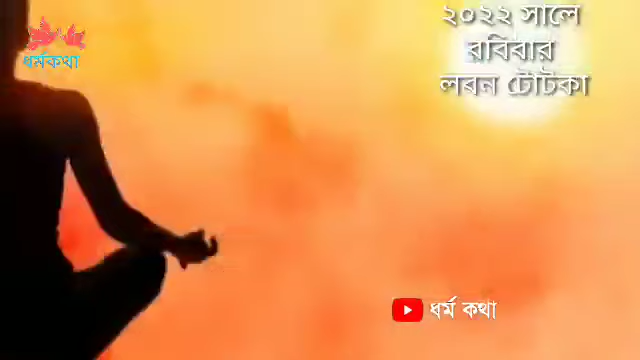 ২০২২ সালে
রবিবার
লবন টোটকা
ধর্মকথা
ধর্ম কথা